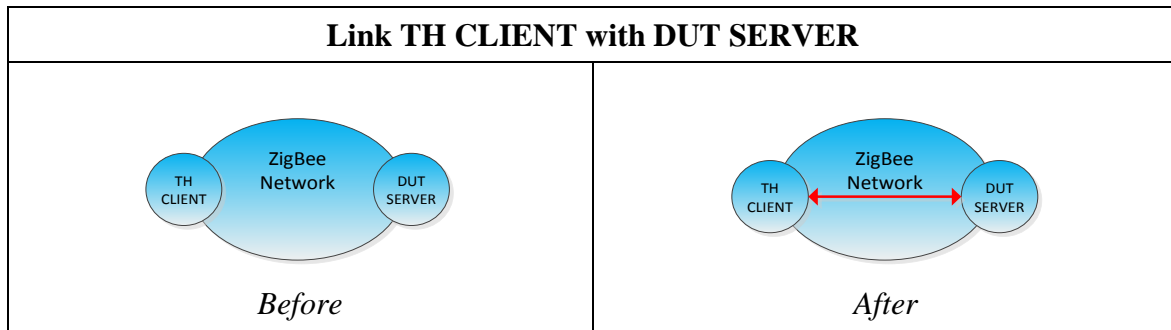 Link TH CLIENT with DUT SERVER
ZigBee
Network
TH
CLIENT
DUT
SERVER
Before
ZigBee
Network
TH
CLIENT
DUT
SERVER
After